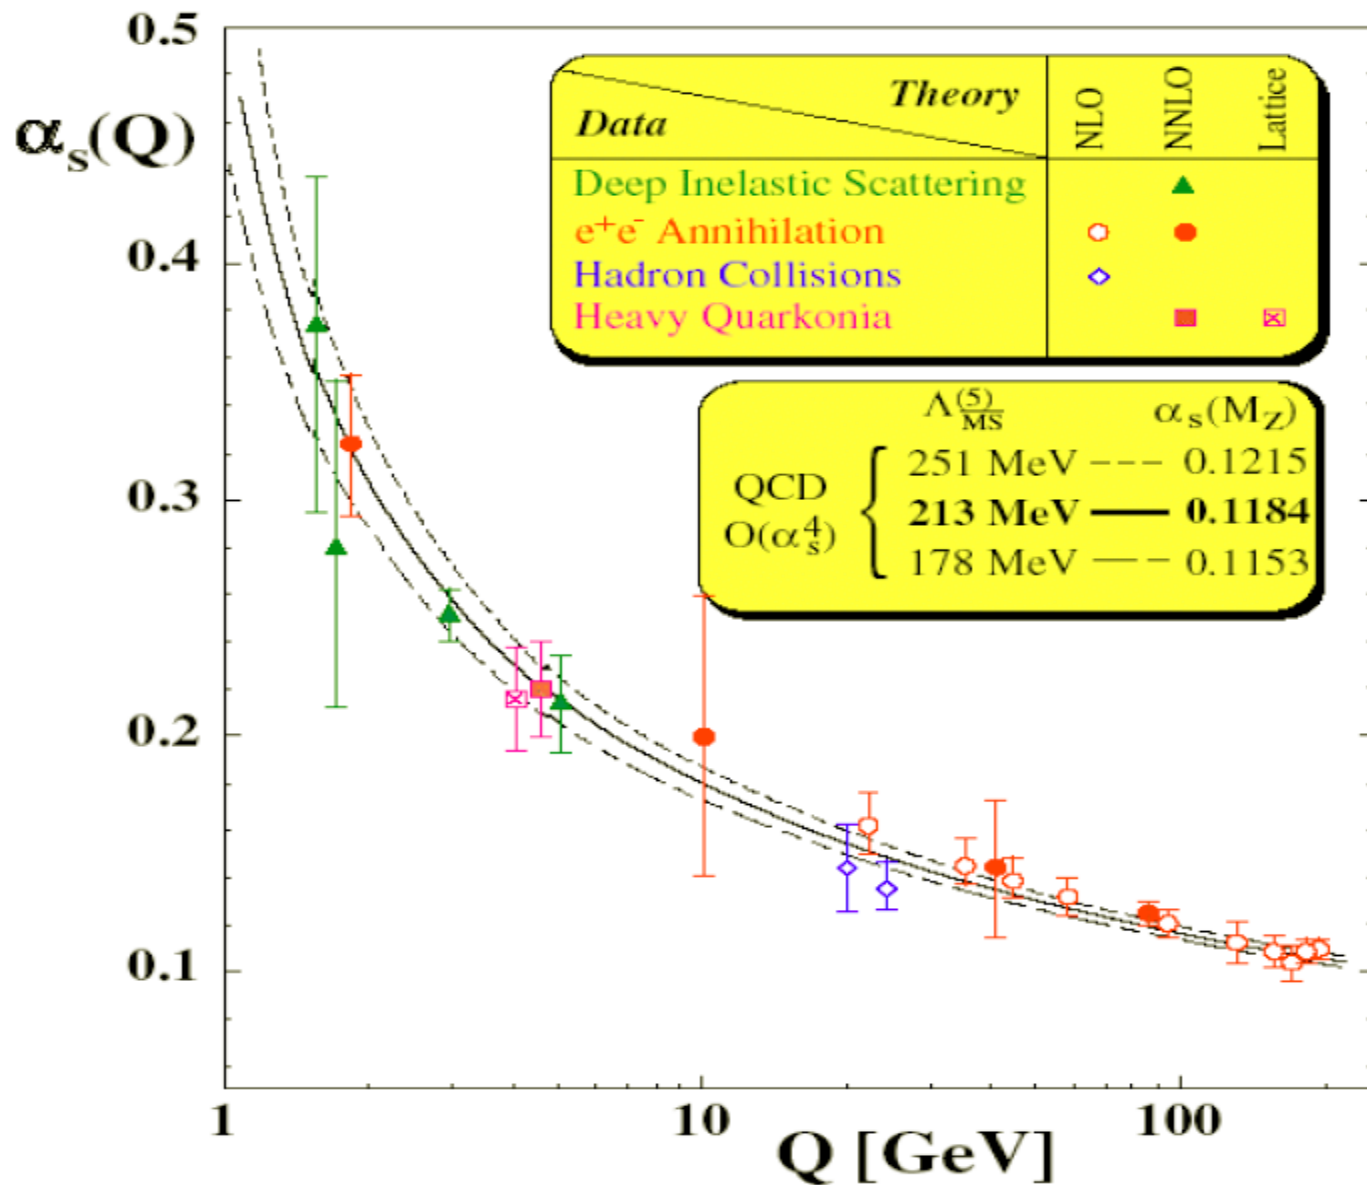 0.5
α_s(Q)
0.4
0.3
0.2
0.1
1 10 100
Q [GeV]
Theory
Data
NLO NNLO Lattice
Deep Inelastic Scattering
e⁺e⁻ Annihilation
Hadron Collisions
Heavy Quarkonia
Λ_MS^(5) α_s(M_Z)
QCD
O(α_s^4)
{
251 MeV 0.1215
213 MeV 0.1184
178 MeV 0.1153